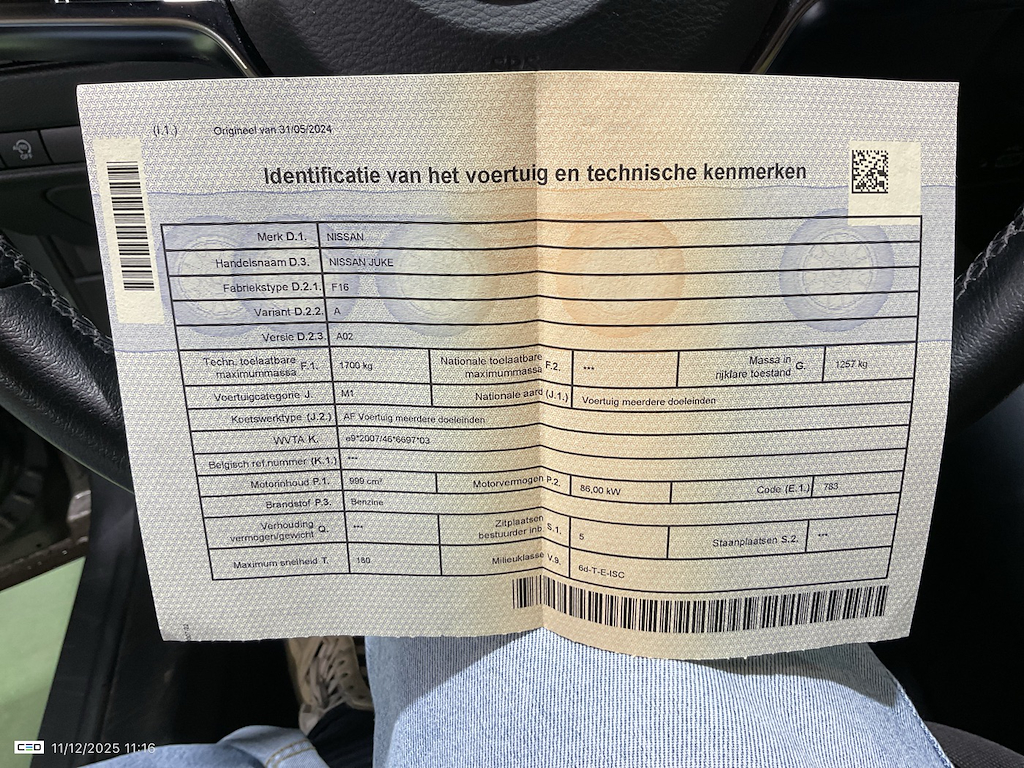 (I.1.) Origineel van 31/05/2024
Identificatie van het voertuig en technische kenmerken
Merk D.1. NISSAN
Handelsnaam D.3. NISSAN JUKE
Fabriekstype D.2.1. F16
Variant D.2.2. A
Versie D.2.3. A02
Techn. toelaatbare maximummassa F.1. 1700 kg Nationale toelaatbare maximummassa F.2. *** Massa in rijklare toestand G. 1257 kg
Voertuigcategorie J. M1 Nationale aard (J.1.) Voertuig meerdere doeleinden
Koetswerktype (J.2.) AF Voertuig meerdere doeleinden
WVTA K. e9*2007/46*6697*03
Belgisch ref.nummer (K.1.) ***
Motorinhoud P.1. 999 cm³ Motorvermogen P.2. 86,00 kW Code (E.1.) 783
Brandstof P.3. Benzine
Verhouding vermogen/gewicht Q. *** Zitplaatsen bestuurder inb. S.1. 5 Staanplaatsen S.2. ***
Maximum snelheid T. 180 Milieuklasse V.9. 6d-T-E-ISC
CEO 11/12/2025 11:16